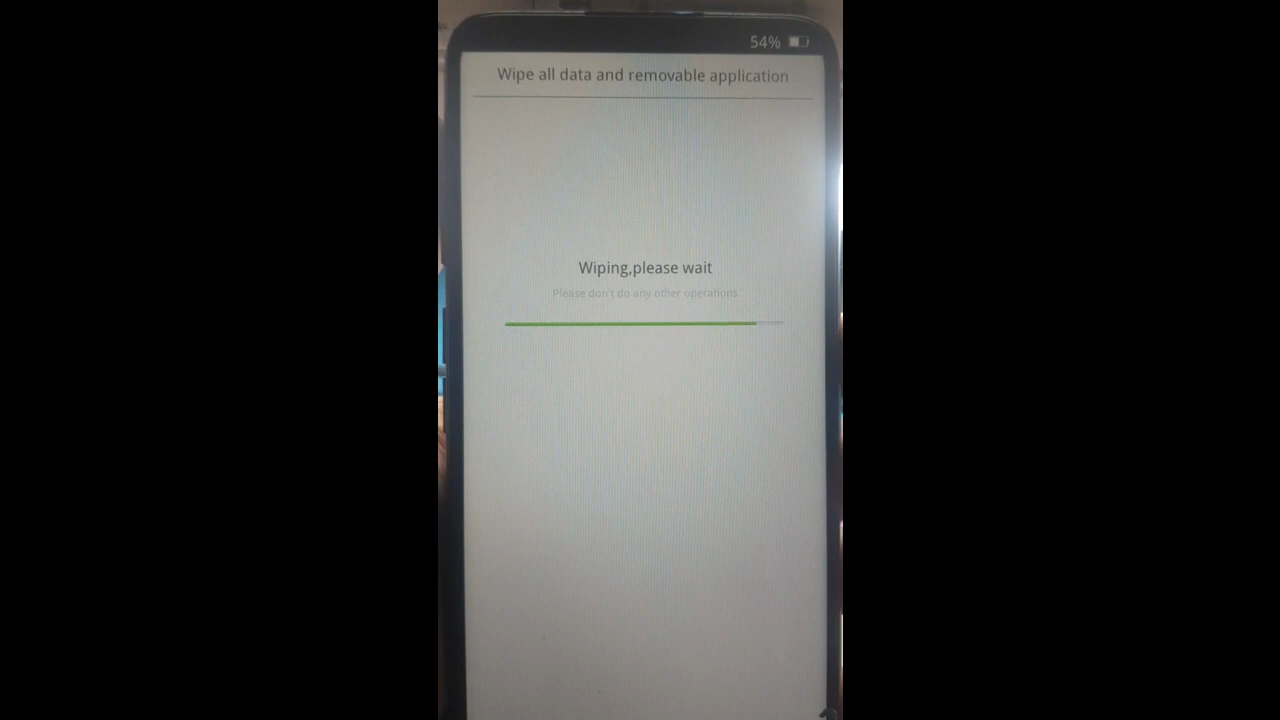 54%
Wipe all data and removable application
Wiping,please wait
Please don't do any other operations